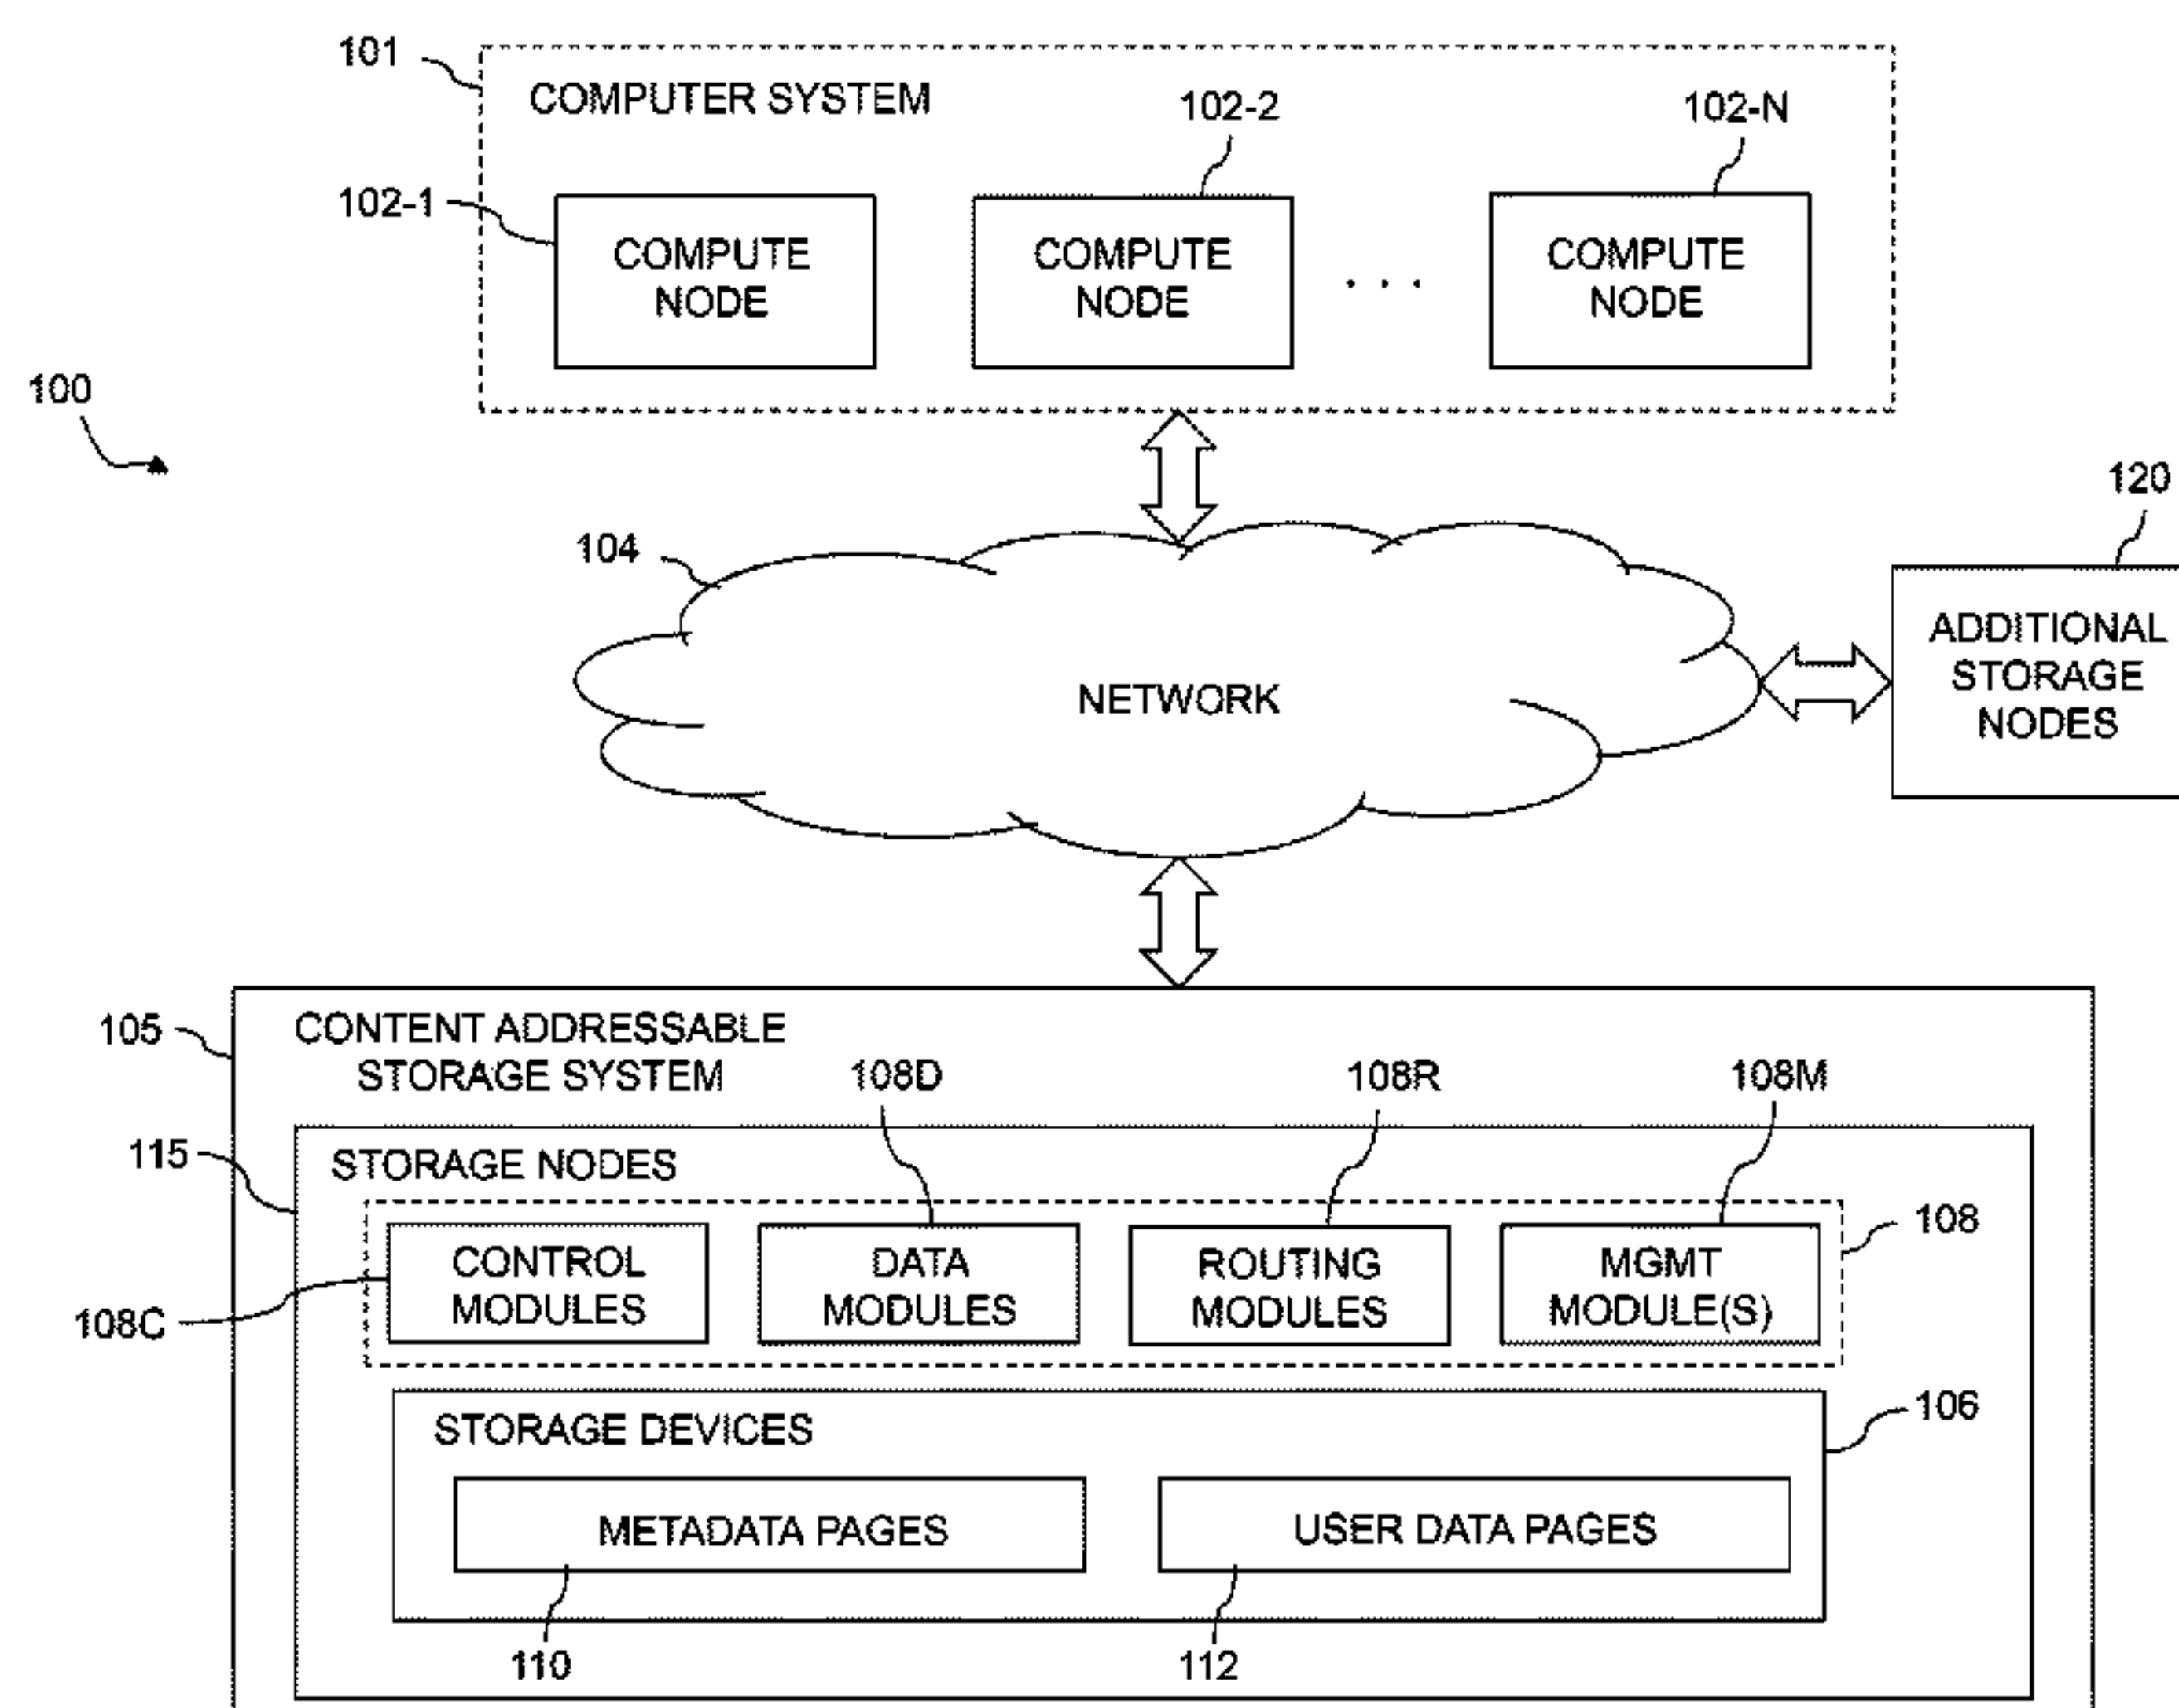 101
COMPUTER SYSTEM
102-2
102-N
102-1
COMPUTE
NODE
COMPUTE
NODE
. . .
COMPUTE
NODE
100
120
104
NETWORK
ADDITIONAL
STORAGE
NODES
105
CONTENT ADDRESSABLE
STORAGE SYSTEM
108D
108R
108M
115
STORAGE NODES
108
CONTROL
MODULES
DATA
MODULES
ROUTING
MODULES
MGMT
MODULE(S)
108C
106
STORAGE DEVICES
METADATA PAGES
USER DATA PAGES
110
112